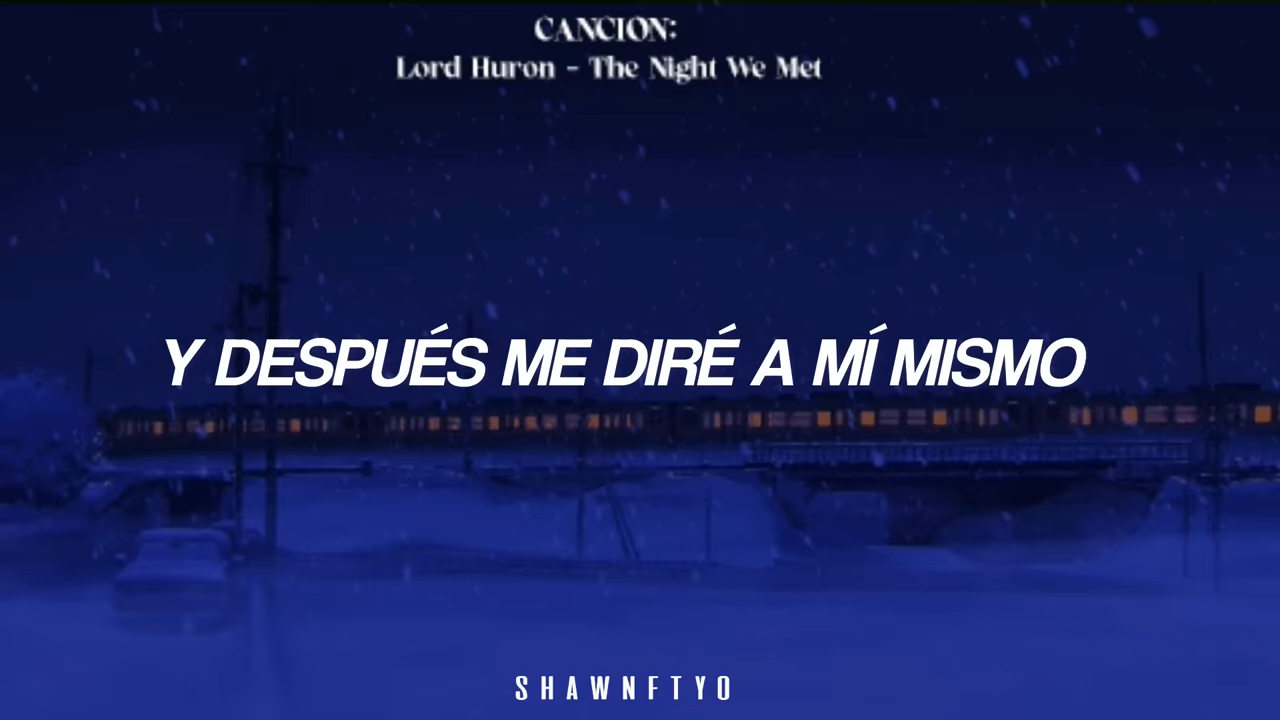 CANCION:
Lord Huron - The Night We Met
Y DESPUÉS ME DIRÉ A MÍ MISMO
SHAWNFTYO